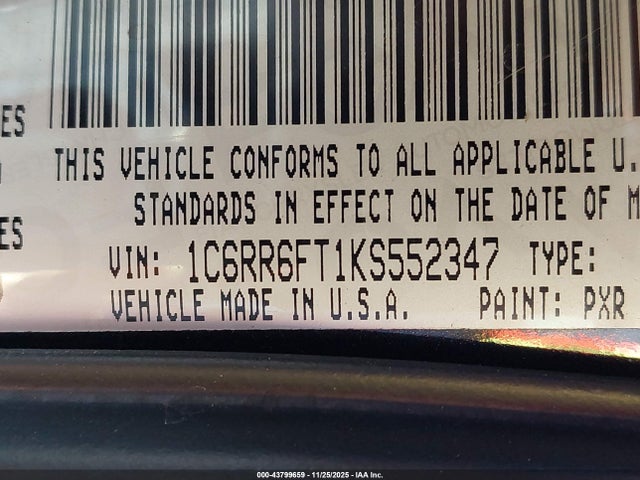 ES
THIS VEHICLE CONFORMS TO ALL APPLICABLE U.
STANDARDS IN EFFECT ON THE DATE OF M
ES
VIN: 1C6RR6FT1KS552347 TYPE:
VEHICLE MADE IN U.S.A. PAINT: PXR
000-43799659 - 11/25/2025 - IAA Inc.